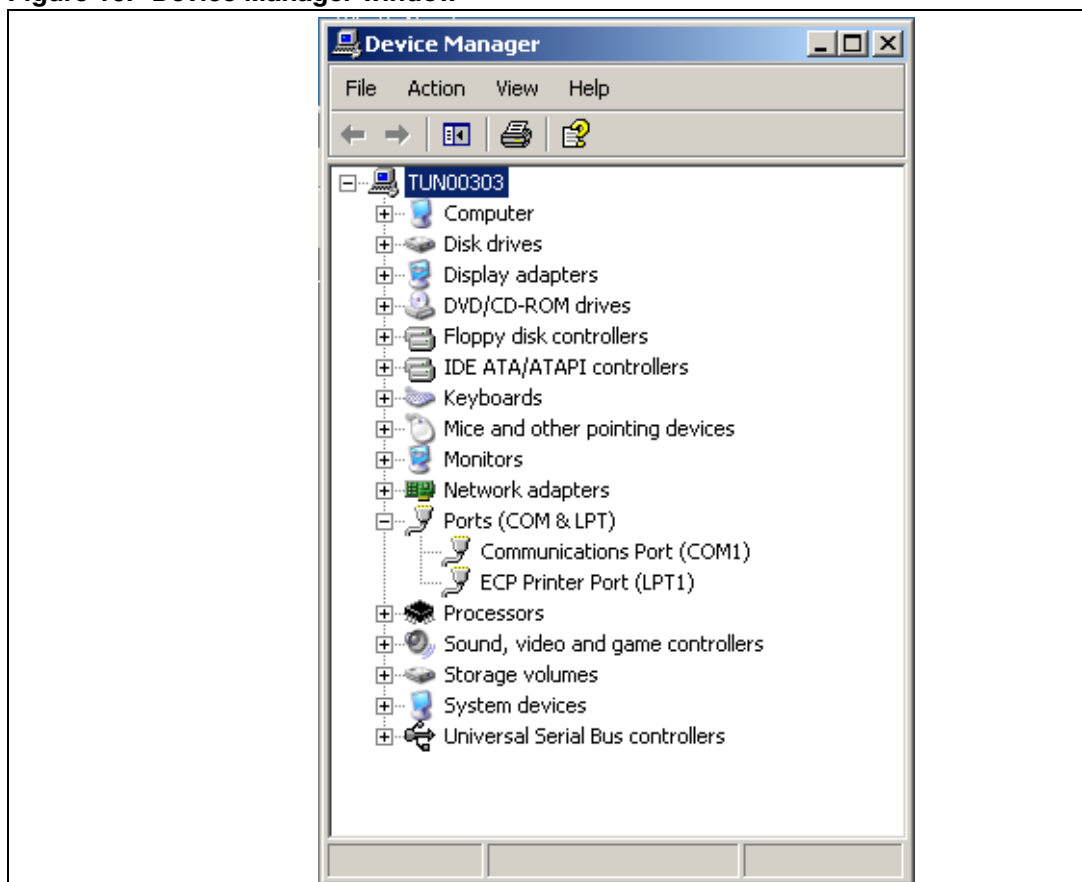 Device Manager
File Action View Help
TUN00303
Computer
Disk drives
Display adapters
DVD/CD-ROM drives
Floppy disk controllers
IDE ATA/ATAPI controllers
Keyboards
Mice and other pointing devices
Monitors
Network adapters
Ports (COM & LPT)
Communications Port (COM1)
ECP Printer Port (LPT1)
Processors
Sound, video and game controllers
Storage volumes
System devices
Universal Serial Bus controllers